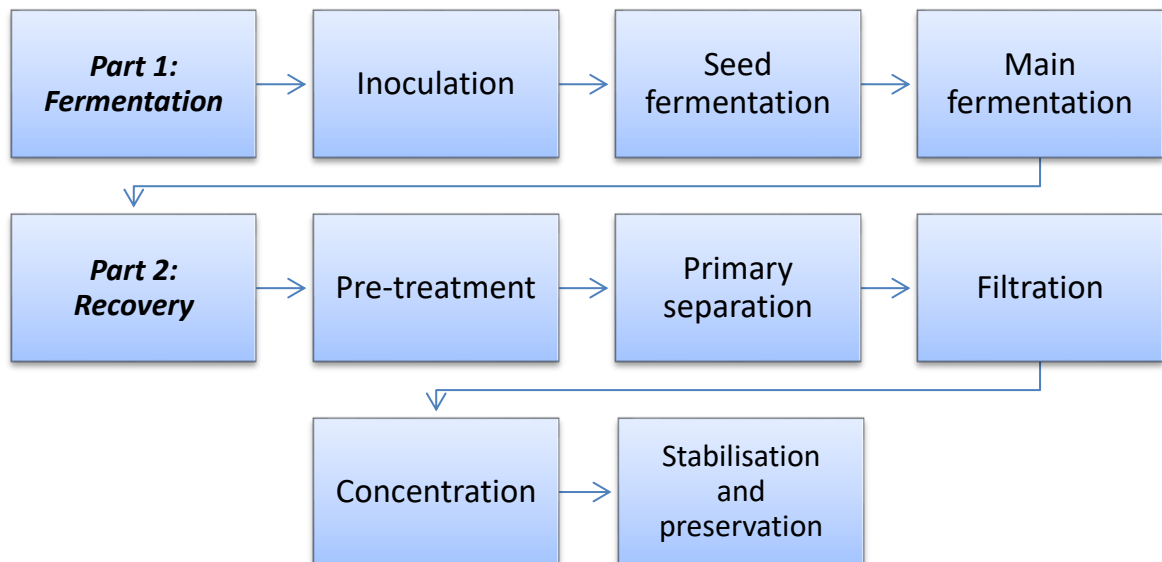 Part 1:
Fermentation
Inoculation
Seed
fermentation
Main
fermentation
Part 2:
Recovery
Pre-treatment
Primary
separation
Filtration
Concentration
Stabilisation
and
preservation